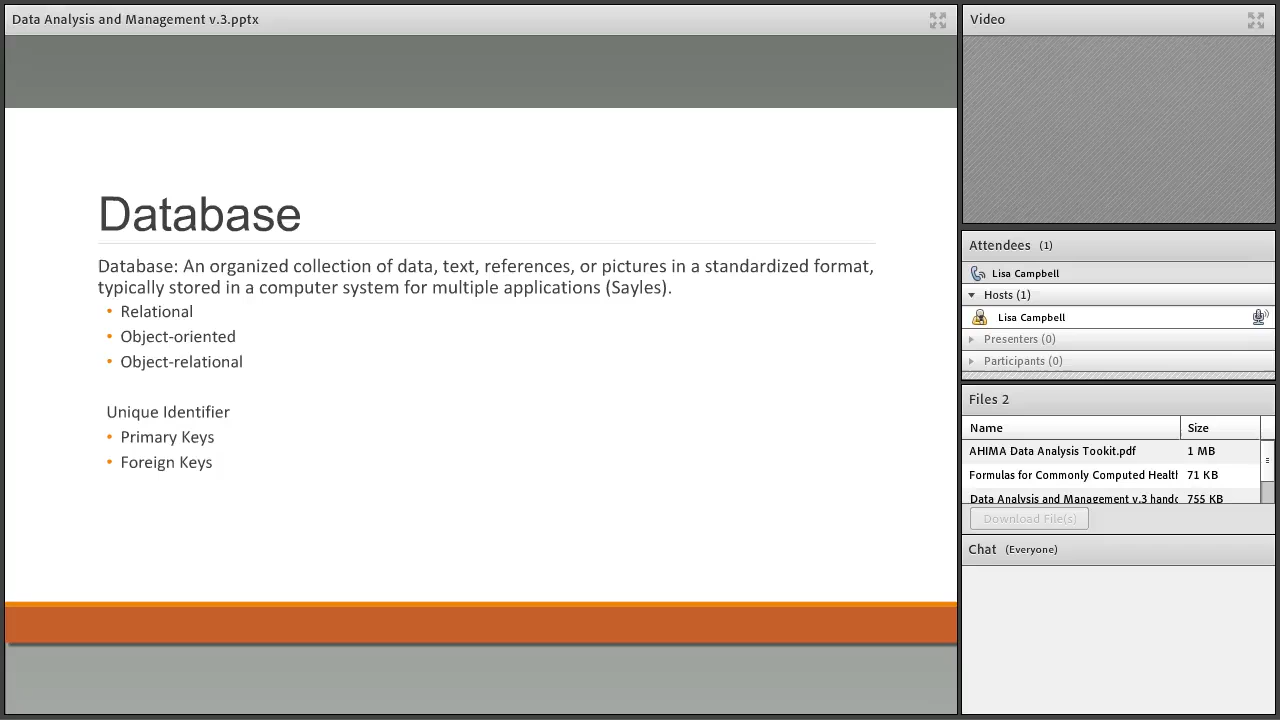 Data Analysis and Management v.3.pptx
Database
Database: An organized collection of data, text, references, or pictures in a standardized format,
typically stored in a computer system for multiple applications (Sayles).
• Relational
• Object-oriented
• Object-relational
Unique Identifier
• Primary Keys
• Foreign Keys
Video
Attendees (1)
Lisa Campbell
Hosts (1)
Lisa Campbell
Presenters (0)
Participants (0)
Files 2
Name Size
AHIMA Data Analysis Tookit.pdf 1 MB
Formulas for Commonly Computed Healt 71 KB
Data Analysis and Management v.3 handc 755 KB
Download File(s)
Chat (Everyone)